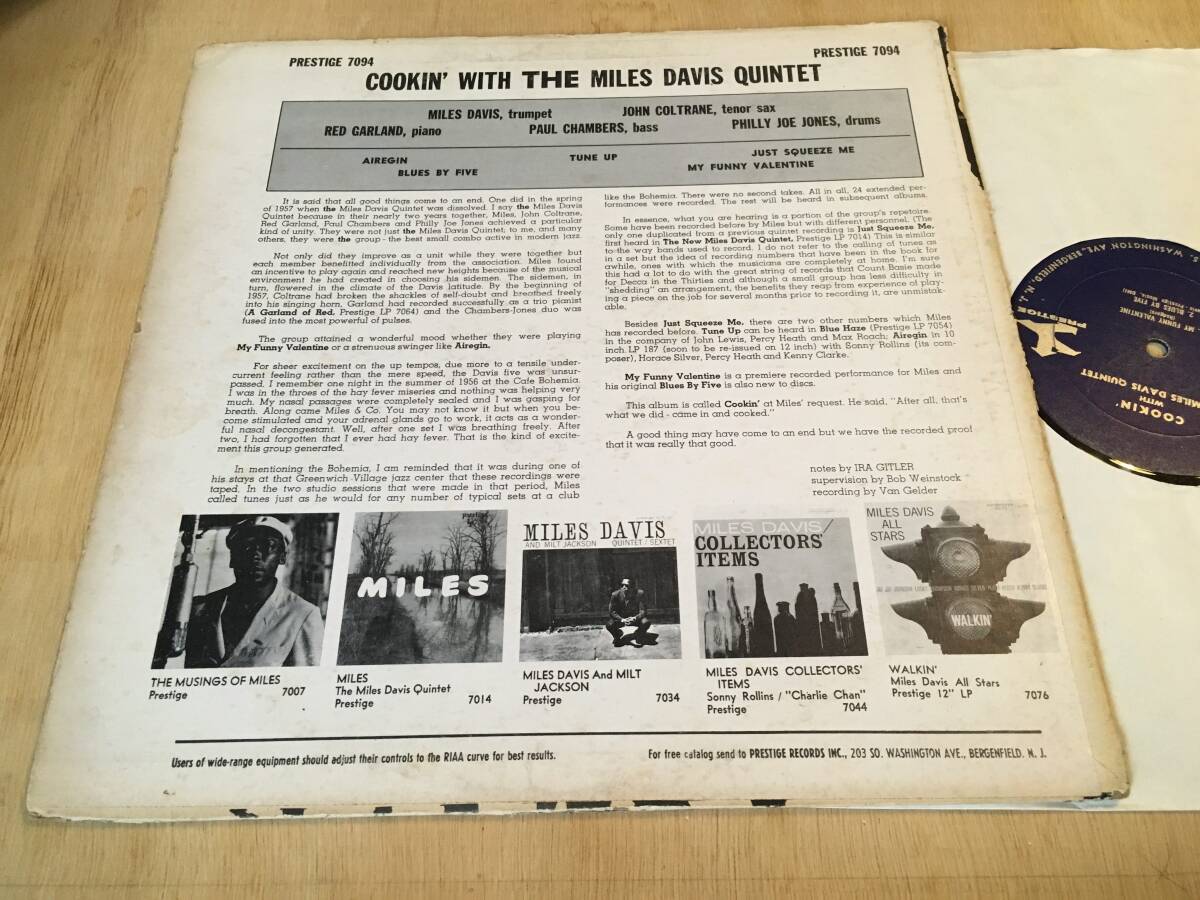 PRESTIGE 7094
PRESTIGE 7094
COOKIN' WITH THE MILES DAVIS QUINTET
MILES DAVIS, trumpet JOHN COLTRANE, tenor sax
RED GARLAND, piano PAUL CHAMBERS, bass PHILLY JOE JONES, drums
AIREGIN TUNE UP JUST SQUEEZE ME
BLUES BY FIVE MY FUNNY VALENTINE
It is said that all good things come to an end. One did in the spring
of 1957 when the Miles Davis Quintet was dissolved. I say the Miles Davis
Quintet because in their nearly two years together, Miles, John Coltrane,
Red Garland, Paul Chambers and Philly Joe Jones achieved a particular
kind of unity. They were not just the Miles Davis Quintet; to me, and many
others, they were the group - the best small combo active in modern jazz.
Not only did they improve as a unit while they were together but
each member benefitted individually from the association. Miles found
an incentive to play again and reached new heights because of the musical
environment he had created in choosing his sidemen. The sidemen, in
turn, flowered in the climate of the Davis latitude. By the beginning of
1957, Coltrane had broken the shackles of self-doubt and breathed freely
into his singing horn, Garland had recorded successfully as a trio pianist
(A Garland of Red, Prestige LP 7064) and the Chambers-Jones duo was
fused into the most powerful of pulses.
The group attained a wonderful mood whether they were playing
My Funny Valentine or a strenuous swinger like Airegin.
For sheer excitement on the up tempos, due more to a tensile under-
current feeling rather than the mere speed, the Davis five was unsur-
passed. I remember one night in the summer of 1956 at the Cafe Bohemia.
I was in the throes of the hay fever miseries and nothing was helping very
much. My nasal passages were completely sealed and I was gasping for
breath. Along came Miles & Co. You may not know it but when you be-
come stimulated and your adrenal glands go to work, it acts as a wonder-
ful nasal decongestant. Well, after one set I was breathing freely. After
two, I had forgotten that I ever had hay fever. That is the kind of excite-
ment this group generated.
In mentioning the Bohemia, I am reminded that it was during one of
his stays at that Greenwich Village jazz center that these recordings were
taped. In the two studio sessions that were made in that period, Miles
called tunes just as he would for any number of typical sets at a club
like the Bohemia. There were no second takes. All in all, 24 extended per-
formances were recorded. The rest will be heard in subsequent albums.
In essence, what you are hearing is a portion of the group's repetoire.
Some have been recorded before by Miles but with different personnel. (The
only one duplicated from a previous quintet recording is Just Squeeze Me,
first heard in The New Miles Davis Quintet, Prestige LP 7014) This is similar
to the way bands used to record. I do not refer to the calling of tunes as
in a set but the idea of recording numbers that have been in the book for
awhile, ones with which the musicians are completely at home. I'm sure
this had a lot to do with the great string of records that Count Basie made
for Decca in the Thirties and although a small group has less difficulty in
"shedding" an arrangement, the benefits they reap from experience of play-
ing a piece on the job for several months prior to recording it, are unmistak-
able.
Besides Just Squeeze Me, there are two other numbers which Miles
has recorded before. Tune Up can be heard in Blue Haze (Prestige LP 7054)
in the company of John Lewis, Percy Heath and Max Roach; Airegin in 10
inch LP 187 (soon to be re-issued on 12 inch) with Sonny Rollins (its com-
poser), Horace Silver, Percy Heath and Kenny Clarke.
My Funny Valentine is a premiere recorded performance for Miles and
his original Blues By Five is also new to discs.
This album is called Cookin' at Miles' request. He said, "After all, that's
what we did - came in and cooked."
A good thing may have come to an end but we have the recorded proof
that it was really that good.
notes by IRA GITLER
supervision by Bob Weinstock
recording by Van Gelder
prestige
MILES
MILES DAVIS
AND MILT JACKSON QUINTET / SEXTET
MILES DAVIS/
COLLECTORS'
ITEMS
MILES DAVIS
ALL
STARS
WALKIN'
THE MUSINGS OF MILES
Prestige 7007
MILES
The Miles Davis Quintet
Prestige 7014
MILES DAVIS And MILT
JACKSON
Prestige 7034
MILES DAVIS COLLECTORS'
ITEMS
Sonny Rollins / "Charlie Chan"
Prestige 7044
WALKIN'
Miles Davis All Stars
Prestige 12" LP 7076
Users of wide-range equipment should adjust their controls to the RIAA curve for best results.
For free catalog send to PRESTIGE RECORDS INC., 203 SO. WASHINGTON AVE., BERGENFIELD, N. J.
S. WASHINGTON AVE., BERGENFIELD, N. J.
PRESTIGE
MY FUNNY VALENTINE
BLUES BY FIVE
COOKIN'
WITH
MILES DAVIS QUINTET